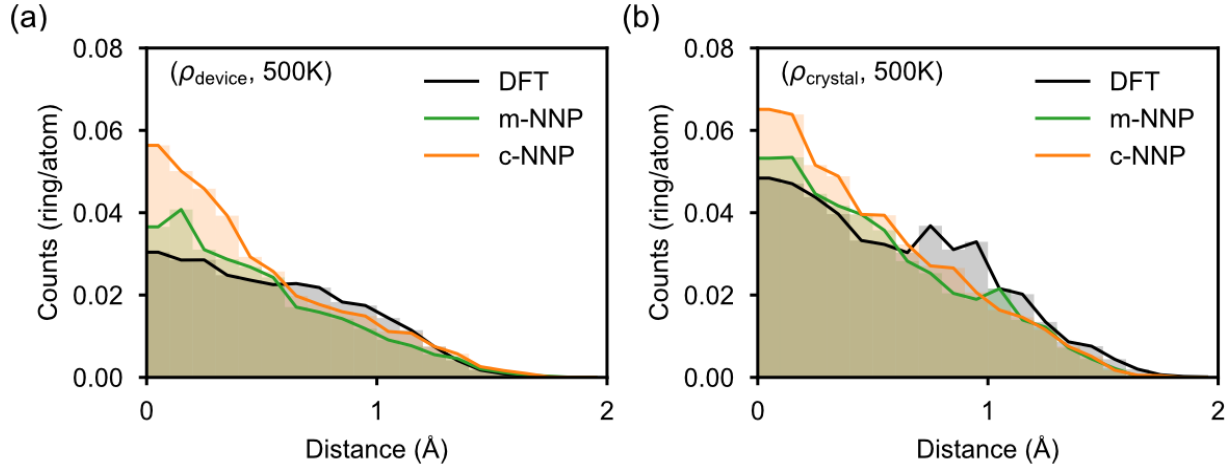 (a)
(ρdevice, 500K)
DFT
m-NNP
c-NNP
Counts (ring/atom)
0.08
0.06
0.04
0.02
0.00
0
1
2
Distance (Å)
(b)
(ρcrystal, 500K)
DFT
m-NNP
c-NNP
Counts (ring/atom)
0.08
0.06
0.04
0.02
0.00
0
1
2
Distance (Å)